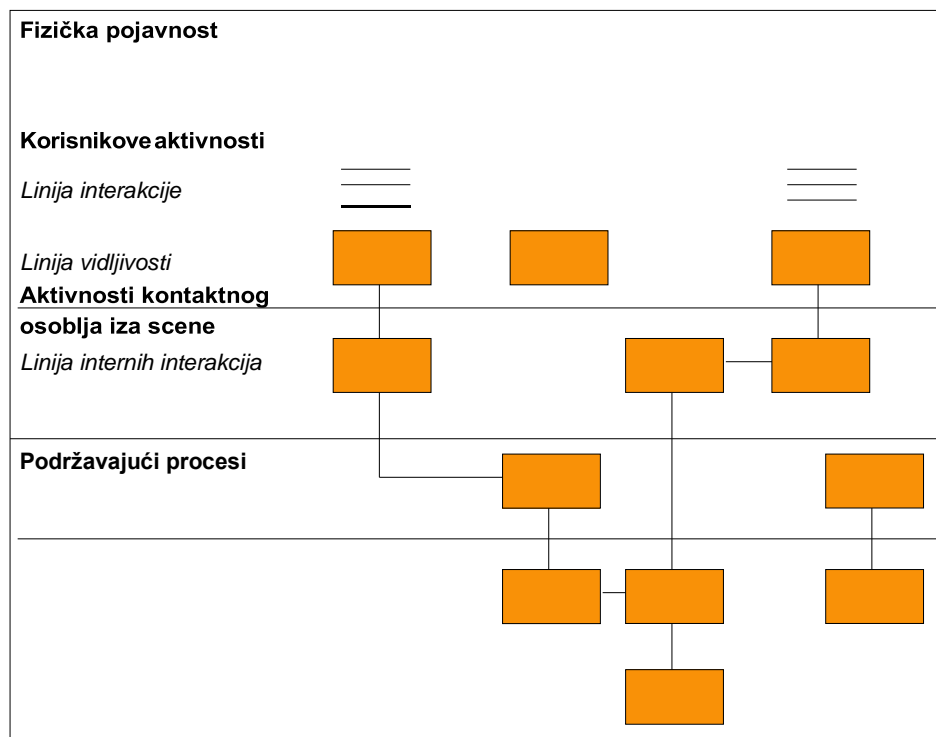 Fizička pojavnost
Korisnikove aktivnosti
Linija interakcije
Linija vidljivosti
Aktivnosti kontaktnog
osoblja iza scene
Linija internih interakcija
Podržavajući procesi